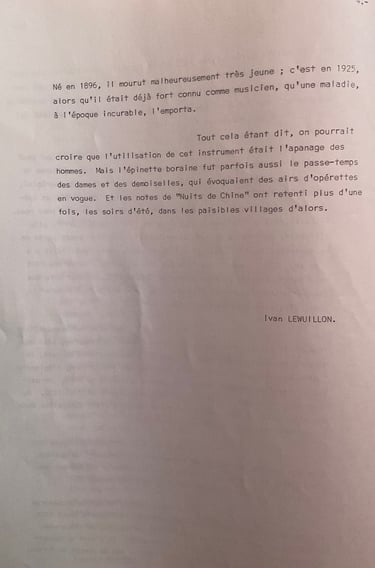 Né en 1896, il mourut malheureusement très jeune ; c'est en 1925,
alors qu'il était déjà fort connu comme musicien, qu'une maladie,
à l'époque incurable, l'emporta.
Tout cela étant dit, on pourrait
croire que l'utilisation de cet instrument était l'apanage des
hommes. Mais l'épinette boraine fut parfois aussi le passe-temps
des dames et des demoiselles, qui évoquaient des airs d'opérettes
en vogue. Et les notes de "Nuits de Chine" ont retenti plus d'une
fois, les soirs d'été, dans les paisibles villages d'alors.
Ivan LEWUILLON.